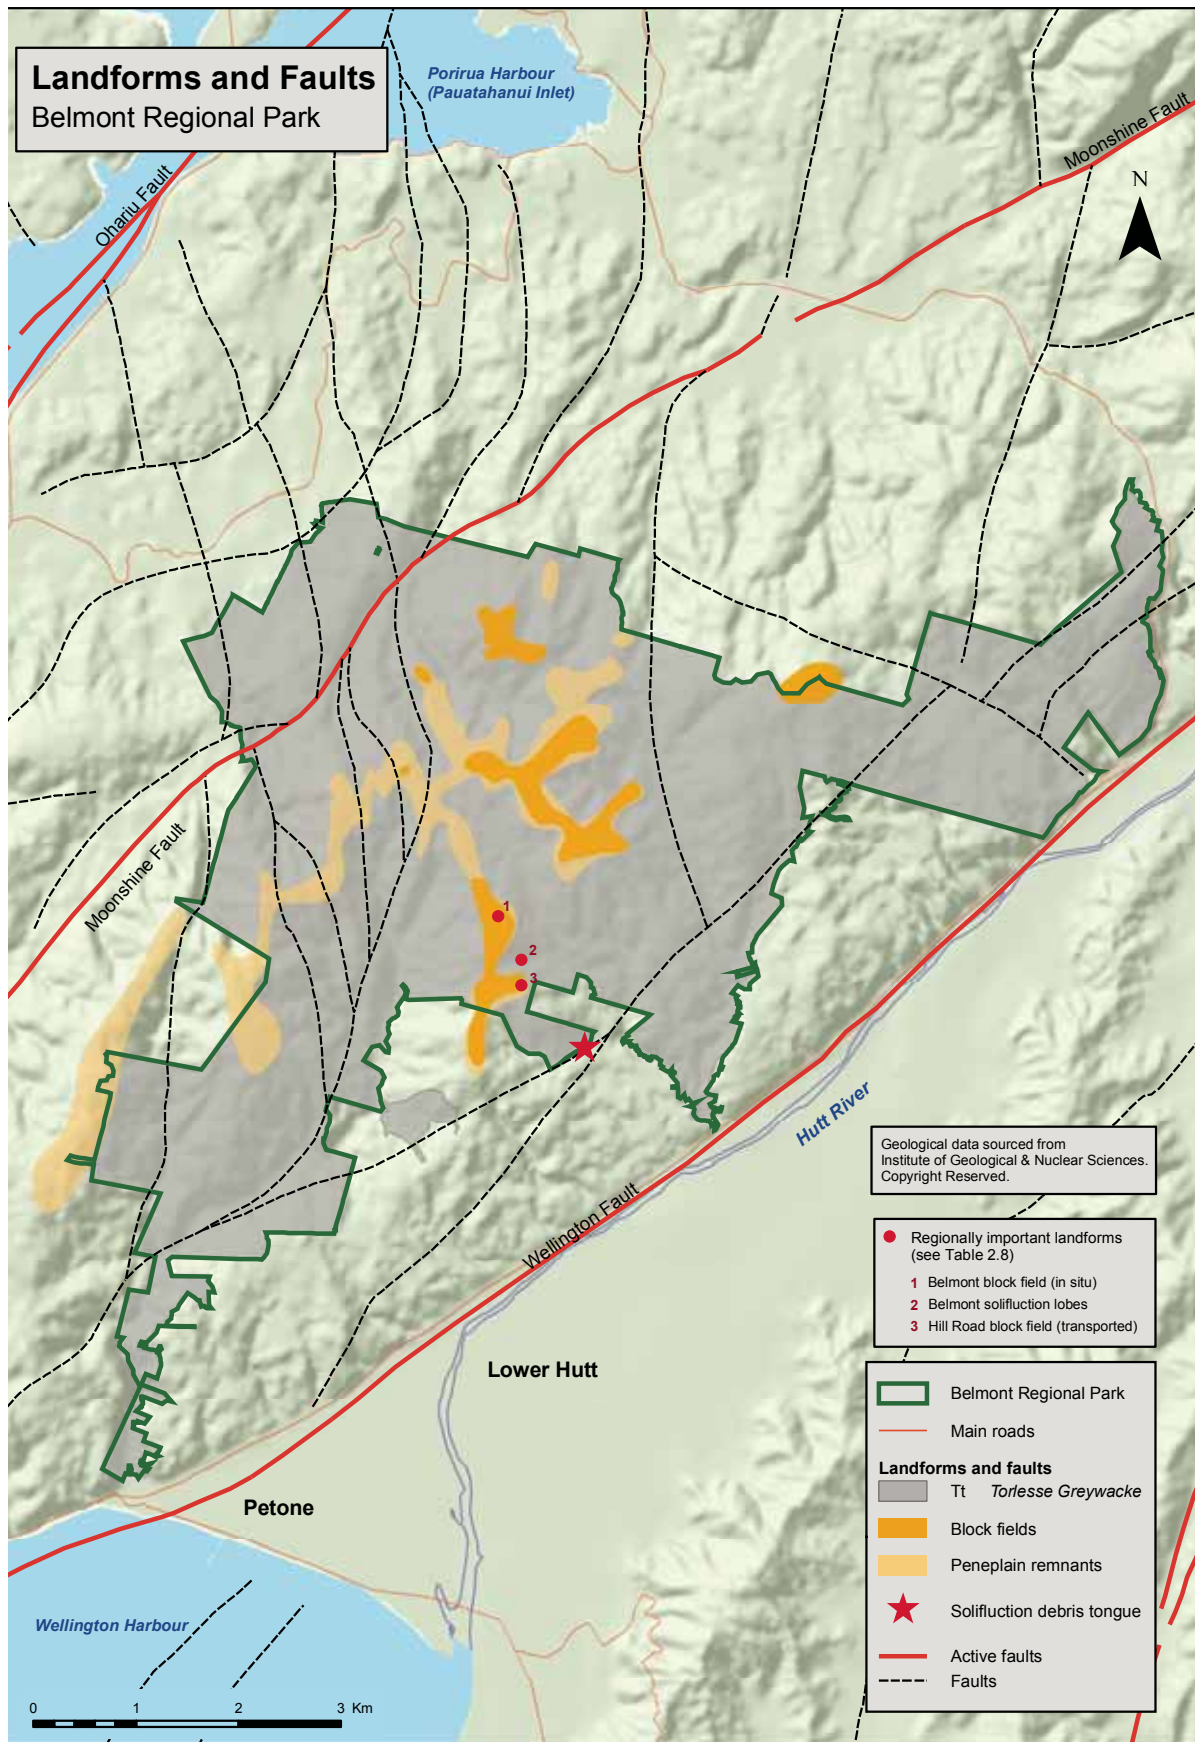 Landforms and Faults
Belmont Regional Park
Porirua Harbour
(Pauatahanui Inlet)
Moonshine Fault
N
Ohariu Fault
Moonshine Fault
1
2
3
Hutt River
Wellington Fault
Geological data sourced from
Institute of Geological & Nuclear Sciences.
Copyright Reserved.
Regionally important landforms
(see Table 2.8)
1 Belmont block field (in situ)
2 Belmont solifluction lobes
3 Hill Road block field (transported)
Lower Hutt
Petone
Wellington Harbour
Belmont Regional Park
Main roads
Landforms and faults
Tt Torlesse Greywacke
Block fields
Peneplain remnants
Solifluction debris tongue
Active faults
Faults
0 1 2 3 Km